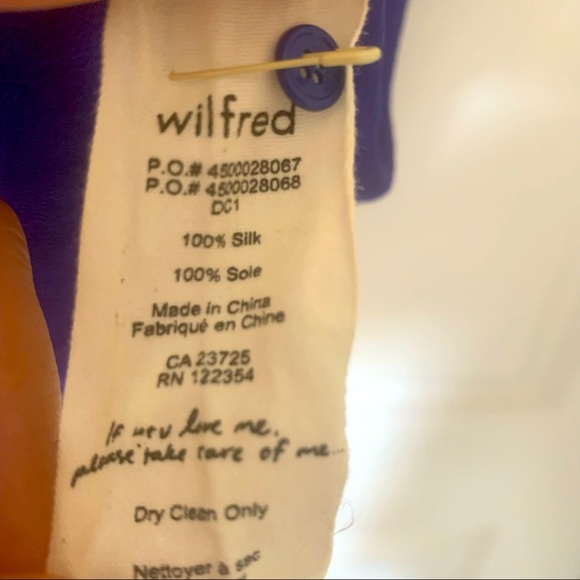 wilfred
P.O.# 4500028067
P.O.# 4500028068
DC1
100% Silk
100% Soie
Made in China
Fabriqué en Chine
CA 23725
RN 122354
If you love me,
please take care of me...
Dry Clean Only
Nettoyer à sec